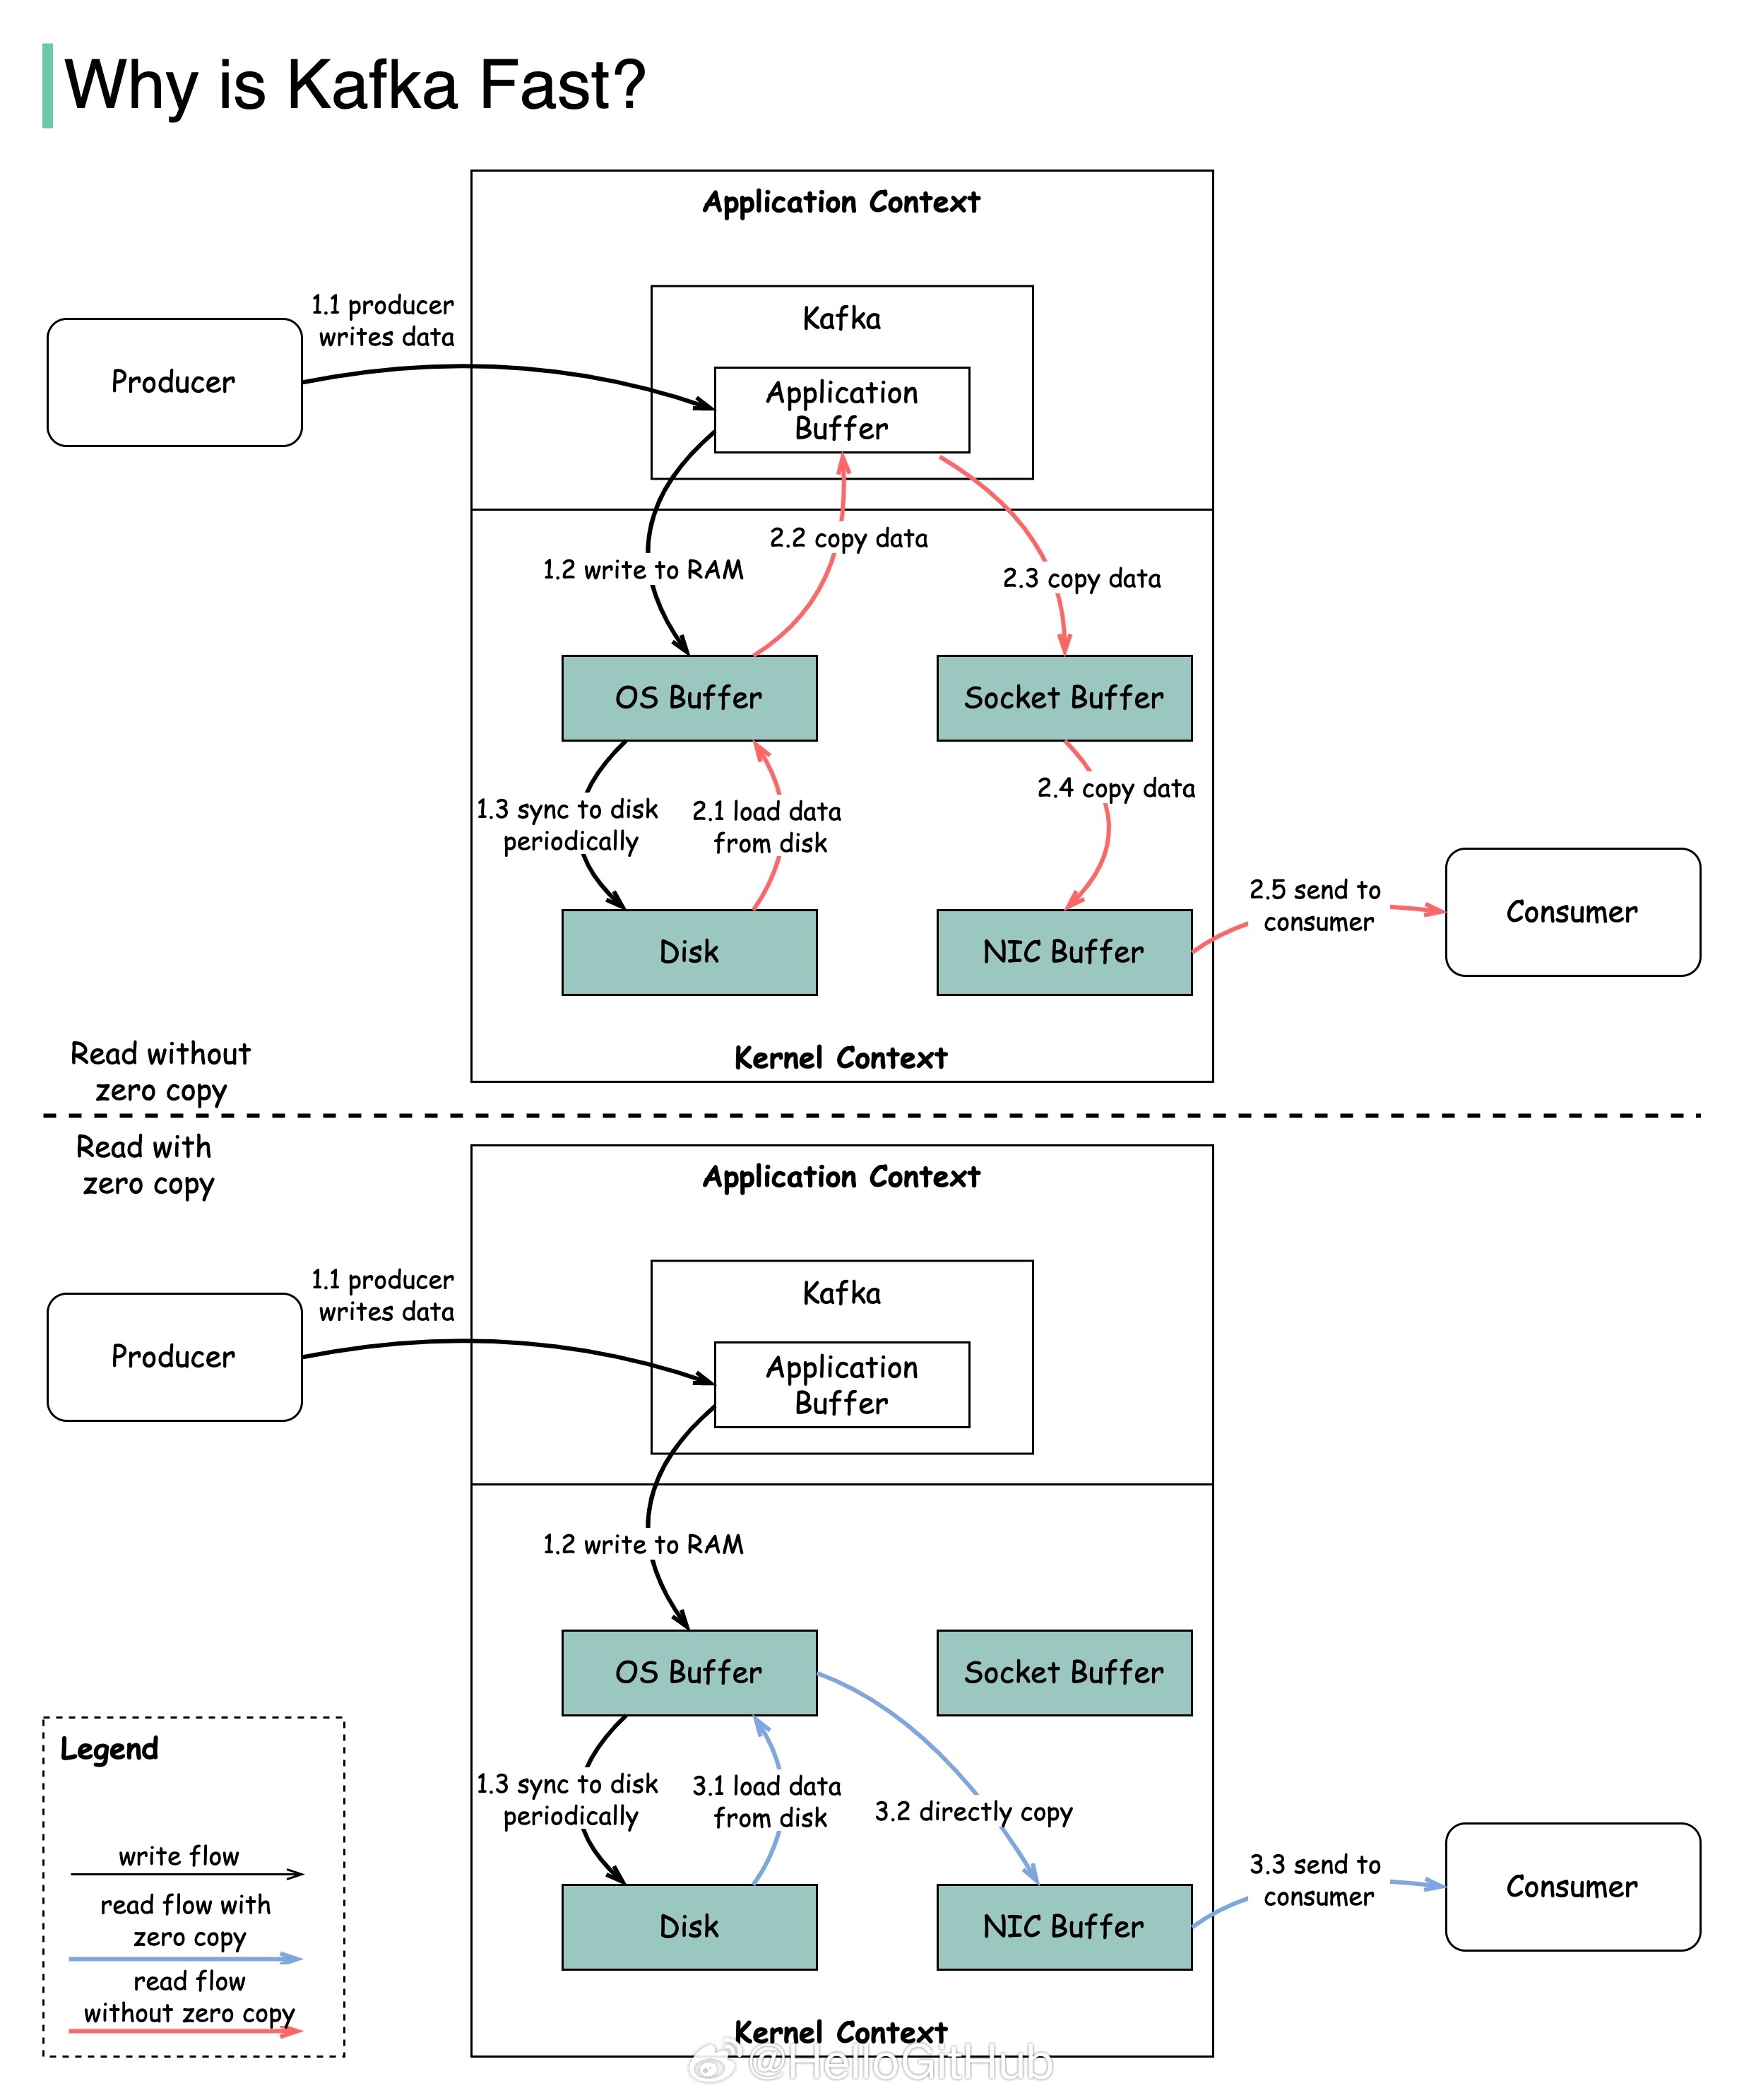 Why is Kafka Fast?
Application Context
1.1 producer
writes data
Kafka
Producer
Application
Buffer
2.2 copy data
1.2 write to RAM
2.3 copy data
OS Buffer
Socket Buffer
2.4 copy data
1.3 sync to disk
periodically
2.1 load data
from disk
2.5 send to
consumer
Consumer
Disk
NIC Buffer
Kernel Context
Read without
zero copy
Read with
zero copy
Application Context
1.1 producer
writes data
Kafka
Producer
Application
Buffer
1.2 write to RAM
OS Buffer
Socket Buffer
1.3 sync to disk
periodically
3.1 load data
from disk
3.2 directly copy
3.3 send to
consumer
Consumer
Disk
NIC Buffer
Kernel Context
Legend
write flow
read flow with
zero copy
read flow
without zero copy
@HelloGitHub